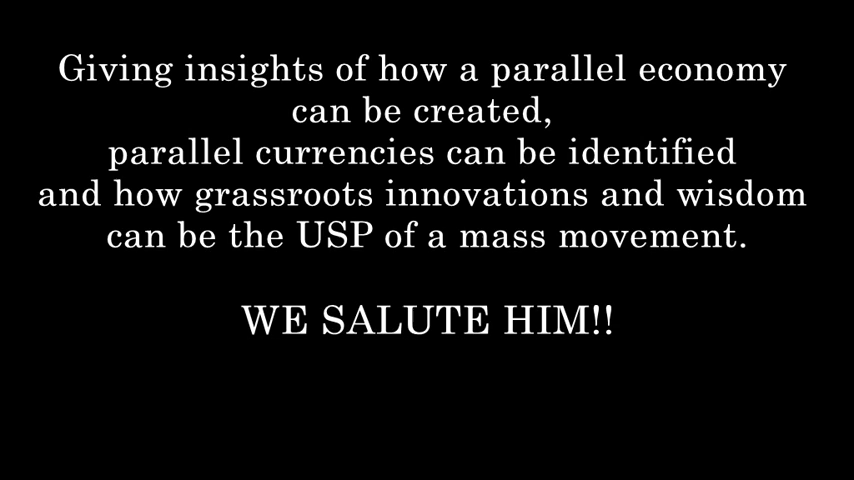 Giving insights of how a parallel economy
can be created,
parallel currencies can be identified
and how grassroots innovations and wisdom
can be the USP of a mass movement.
WE SALUTE HIM!!